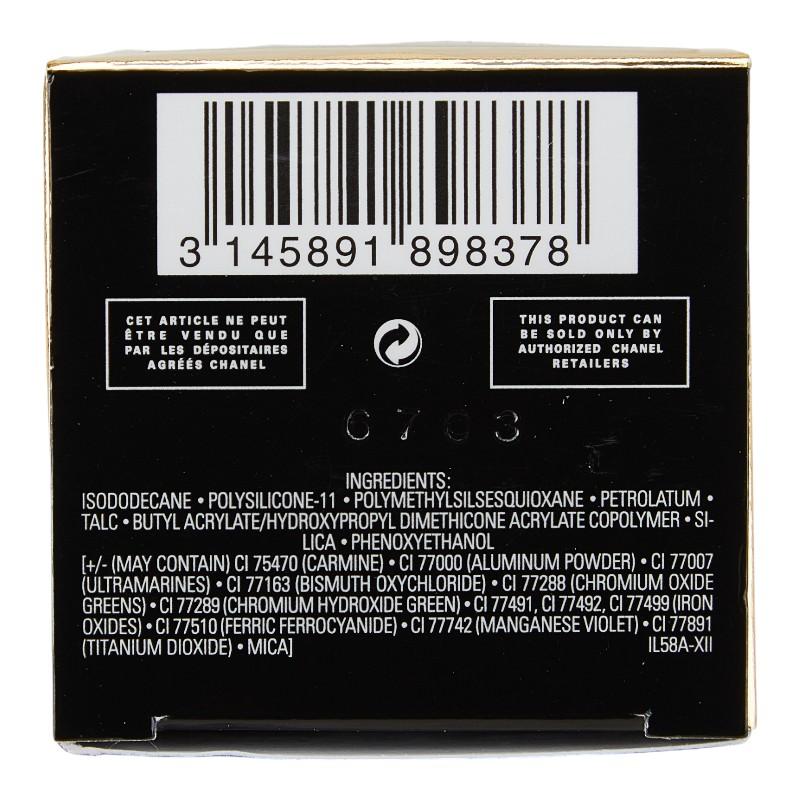 3 145891 898378
CET ARTICLE NE PEUT
ÊTRE VENDU QUE
PAR LES DÉPOSITAIRES
AGRÉÉS CHANEL
THIS PRODUCT CAN
BE SOLD ONLY BY
AUTHORIZED CHANEL
RETAILERS
6703
INGREDIENTS:
ISODODECANE • POLYSILICONE-11 • POLYMETHYLSILSESQUIOXANE • PETROLATUM •
TALC • BUTYL ACRYLATE/HYDROXYPROPYL DIMETHICONE ACRYLATE COPOLYMER • SI-
LICA • PHENOXYETHANOL
[+/- (MAY CONTAIN) CI 75470 (CARMINE) • CI 77000 (ALUMINUM POWDER) • CI 77007
(ULTRAMARINES) • CI 77163 (BISMUTH OXYCHLORIDE) • CI 77288 (CHROMIUM OXIDE
GREENS) • CI 77289 (CHROMIUM HYDROXIDE GREEN) • CI 77491, CI 77492, CI 77499 (IRON
OXIDES) • CI 77510 (FERRIC FERROCYANIDE) • CI 77742 (MANGANESE VIOLET) • CI 77891
(TITANIUM DIOXIDE) • MICA] IL58A-XII